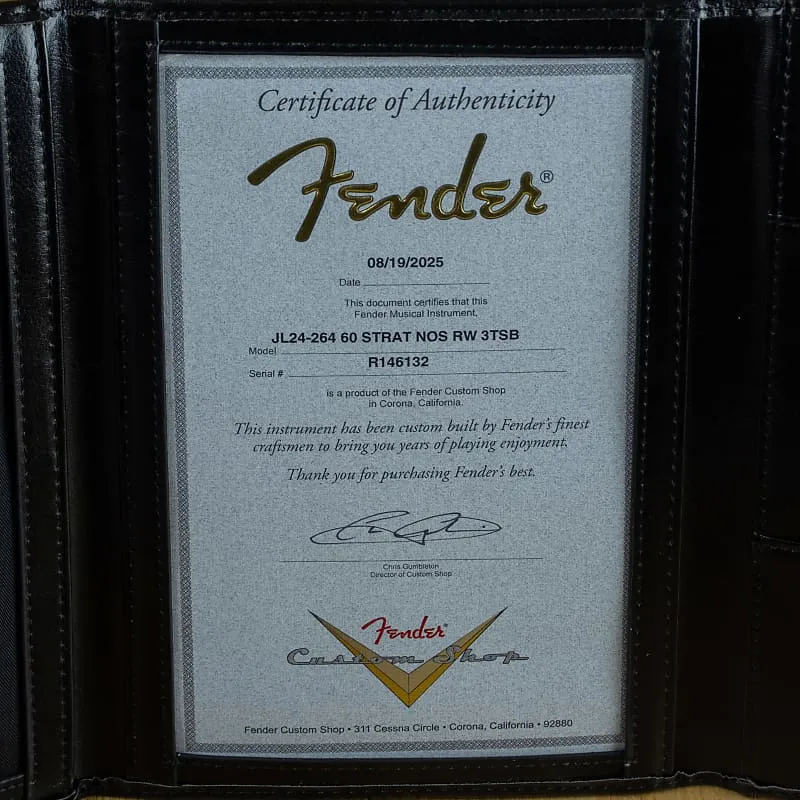 Certificate of Authenticity
Fender®
08/19/2025
Date
This document certifies that this
Fender Musical Instrument,
JL24-264 60 STRAT NOS RW 3TSB
Model
R146132
Serial #
is a product of the Fender Custom Shop
in Corona, California.
This instrument has been custom built by Fender's finest
craftsmen to bring you years of playing enjoyment.
Thank you for purchasing Fender's best.
Chris Gumbleton
Director of Custom Shop
Fender®
Custom Shop
Fender Custom Shop • 311 Cessna Circle • Corona, California • 92880